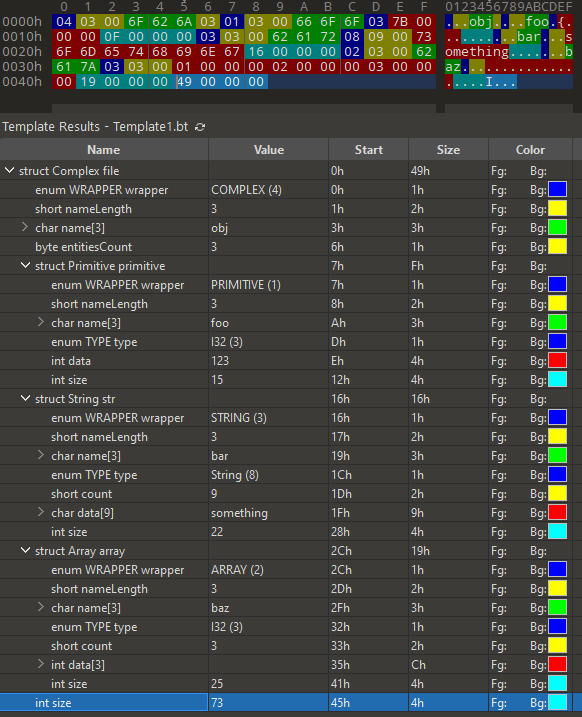 0 1 2 3 4 5 6 7 8 9 A B C D E F 0123456789ABCDEF
0000h 04 03 00 6F 62 6A 03 01 03 00 66 6F 6F 03 7B 00 ...obj....foo.{.
0010h 00 00 0F 00 00 00 03 03 00 62 61 72 08 09 00 73 .........bar...s
0020h 6F 6D 65 74 68 69 6E 67 16 00 00 00 02 03 00 62 omething.......b
0030h 61 7A 03 03 00 01 00 00 00 02 00 00 00 03 00 00 az..............
0040h 00 19 00 00 00 49 00 00 00 .....I...
Template Results - Template1.bt
Name Value Start Size Color
struct Complex file 0h 49h Fg: Bg:
enum WRAPPER wrapper COMPLEX (4) 0h 1h Fg: Bg:
short nameLength 3 1h 2h Fg: Bg:
char name[3] obj 3h 3h Fg: Bg:
byte entitiesCount 3 6h 1h Fg: Bg:
struct Primitive primitive 7h Fh Fg: Bg:
enum WRAPPER wrapper PRIMITIVE (1) 7h 1h Fg: Bg:
short nameLength 3 8h 2h Fg: Bg:
char name[3] foo Ah 3h Fg: Bg:
enum TYPE type I32 (3) Dh 1h Fg: Bg:
int data 123 Eh 4h Fg: Bg:
int size 15 12h 4h Fg: Bg:
struct String str 16h 16h Fg: Bg:
enum WRAPPER wrapper STRING (3) 16h 1h Fg: Bg:
short nameLength 3 17h 2h Fg: Bg:
char name[3] bar 19h 3h Fg: Bg:
enum TYPE type String (8) 1Ch 1h Fg: Bg:
short count 9 1Dh 2h Fg: Bg:
char data[9] something 1Fh 9h Fg: Bg:
int size 22 28h 4h Fg: Bg:
struct Array array 2Ch 19h Fg: Bg:
enum WRAPPER wrapper ARRAY (2) 2Ch 1h Fg: Bg:
short nameLength 3 2Dh 2h Fg: Bg:
char name[3] baz 2Fh 3h Fg: Bg:
enum TYPE type I32 (3) 32h 1h Fg: Bg:
short count 3 33h 2h Fg: Bg:
int data[3] 35h Ch Fg: Bg:
int size 25 41h 4h Fg: Bg:
int size 73 45h 4h Fg: Bg: